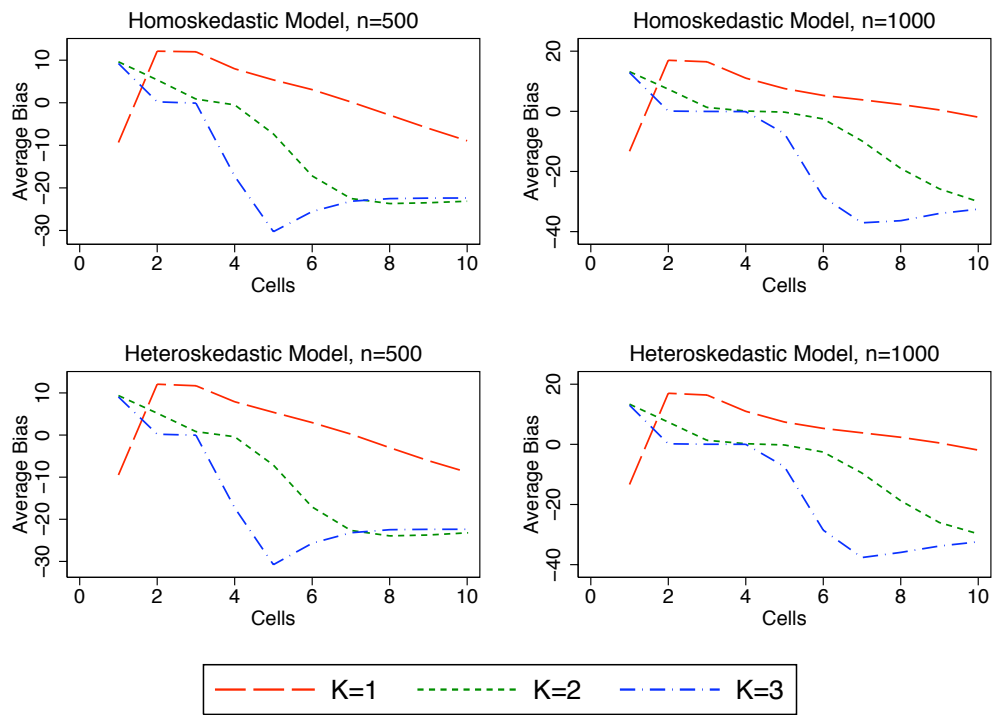 Homoskedastic Model, n=500
Average Bias
10
0
−10
−20
−30
0 2 4 6 8 10
Cells
Homoskedastic Model, n=1000
Average Bias
20
0
−20
−40
0 2 4 6 8 10
Cells
Heteroskedastic Model, n=500
Average Bias
10
0
−10
−20
−30
0 2 4 6 8 10
Cells
Heteroskedastic Model, n=1000
Average Bias
20
0
−20
−40
0 2 4 6 8 10
Cells
K=1 K=2 K=3